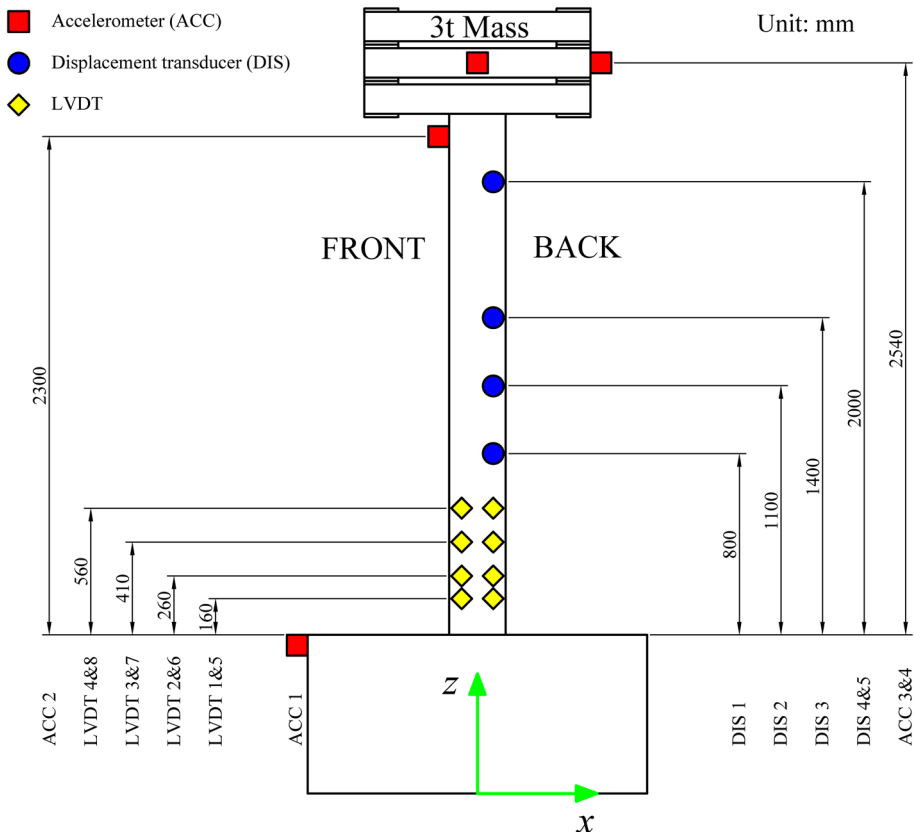 Accelerometer (ACC)
Displacement transducer (DIS)
LVDT
3t Mass
Unit: mm
FRONT
BACK
2300
560
410
260
160
800
1100
1400
2000
2540
ACC 2
LVDT 4&8
LVDT 3&7
LVDT 2&6
LVDT 1&5
ACC 1
DIS 1
DIS 2
DIS 3
DIS 4&5
ACC 3&4
z
x